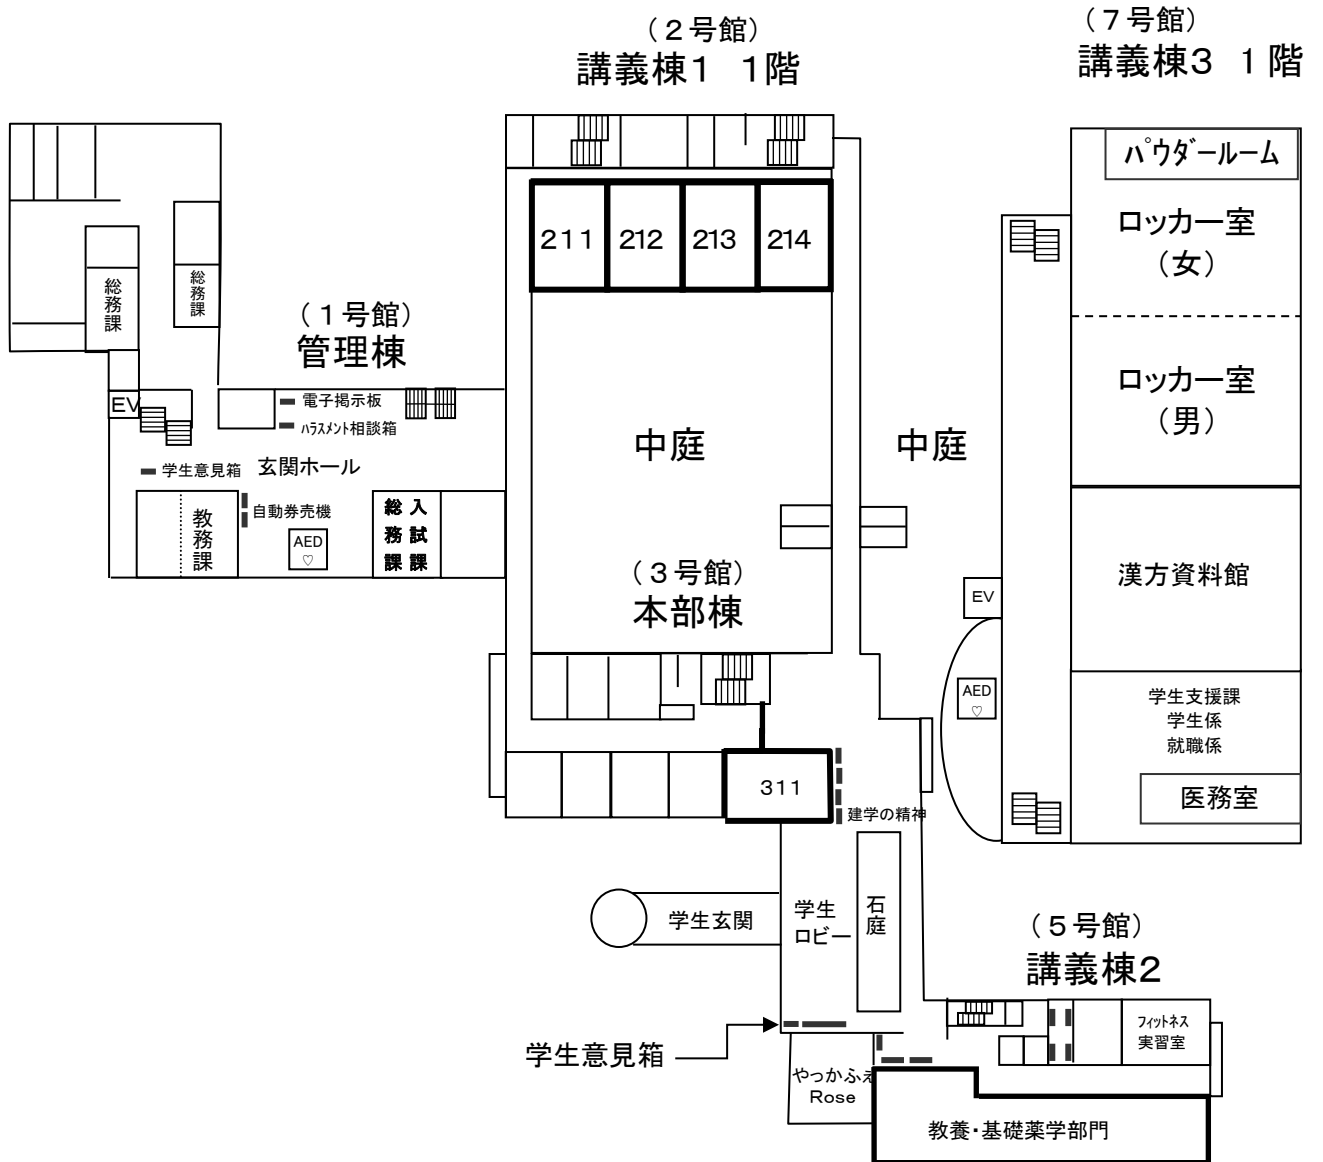 （２号館）
講義棟1　1階
（７号館）
講義棟3　１階
パウダールーム
ロッカー室
（女）
211
212
213
214
総務課
総務課
（１号館）
管理棟
ロッカー室
（男）
EV
電子掲示板
ハラスメント相談箱
中庭
中庭
学生意見箱
玄関ホール
教務課
自動券売機
AED
♡
入試課
総務課
（３号館）
本部棟
漢方資料館
EV
AED
♡
学生支援課
学生係
就職係
医務室
311
建学の精神
学生玄関
学生
ロビー
石庭
（５号館）
講義棟2
フィットネス
実習室
学生意見箱
やっかふぇ
Rose
教養・基礎薬学部門